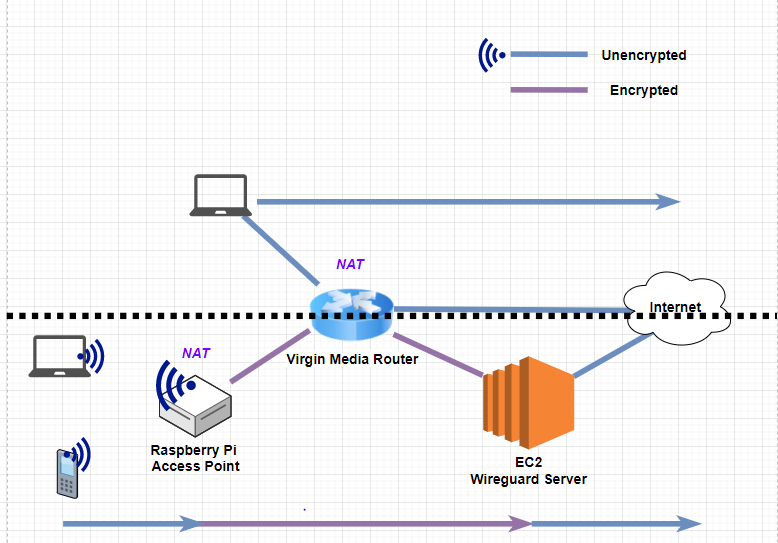 Unencrypted
Encrypted
NAT
Internet
NAT
Virgin Media Router
Raspberry Pi
Access Point
EC2
Wireguard Server